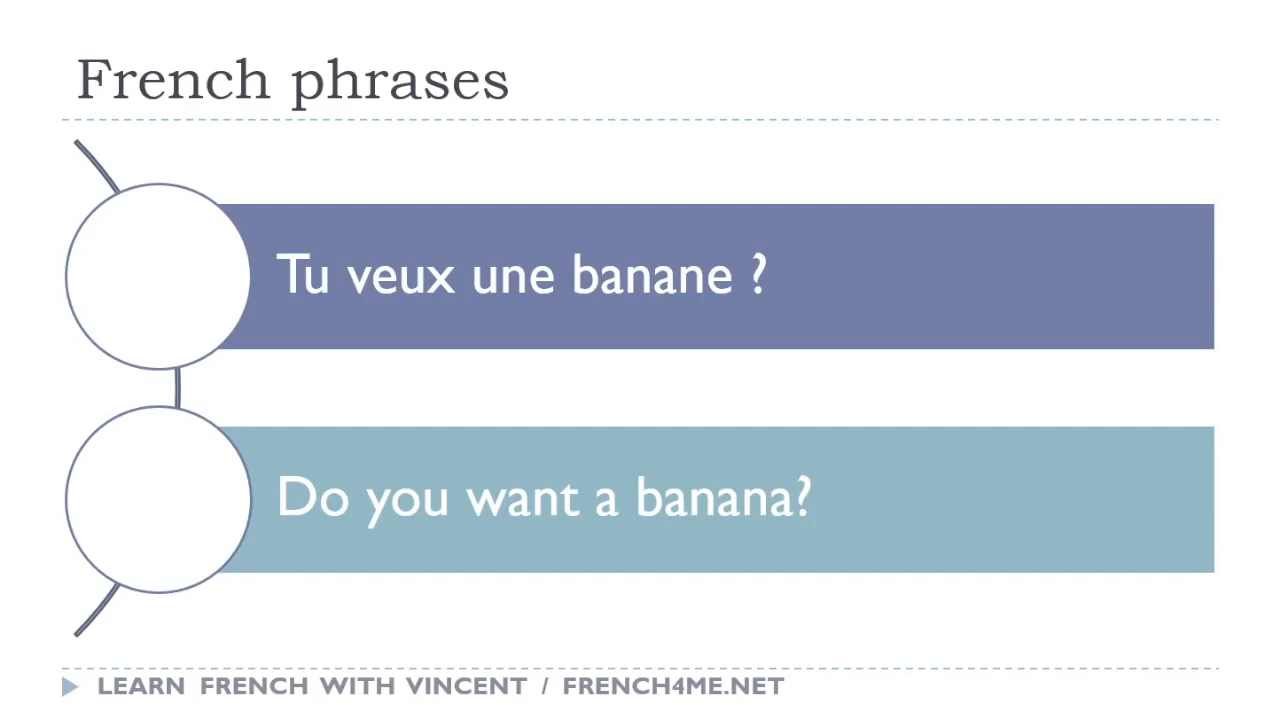 French phrases
Tu veux une banane ?
Do you want a banana?
LEARN FRENCH WITH VINCENT / FRENCH4ME.NET